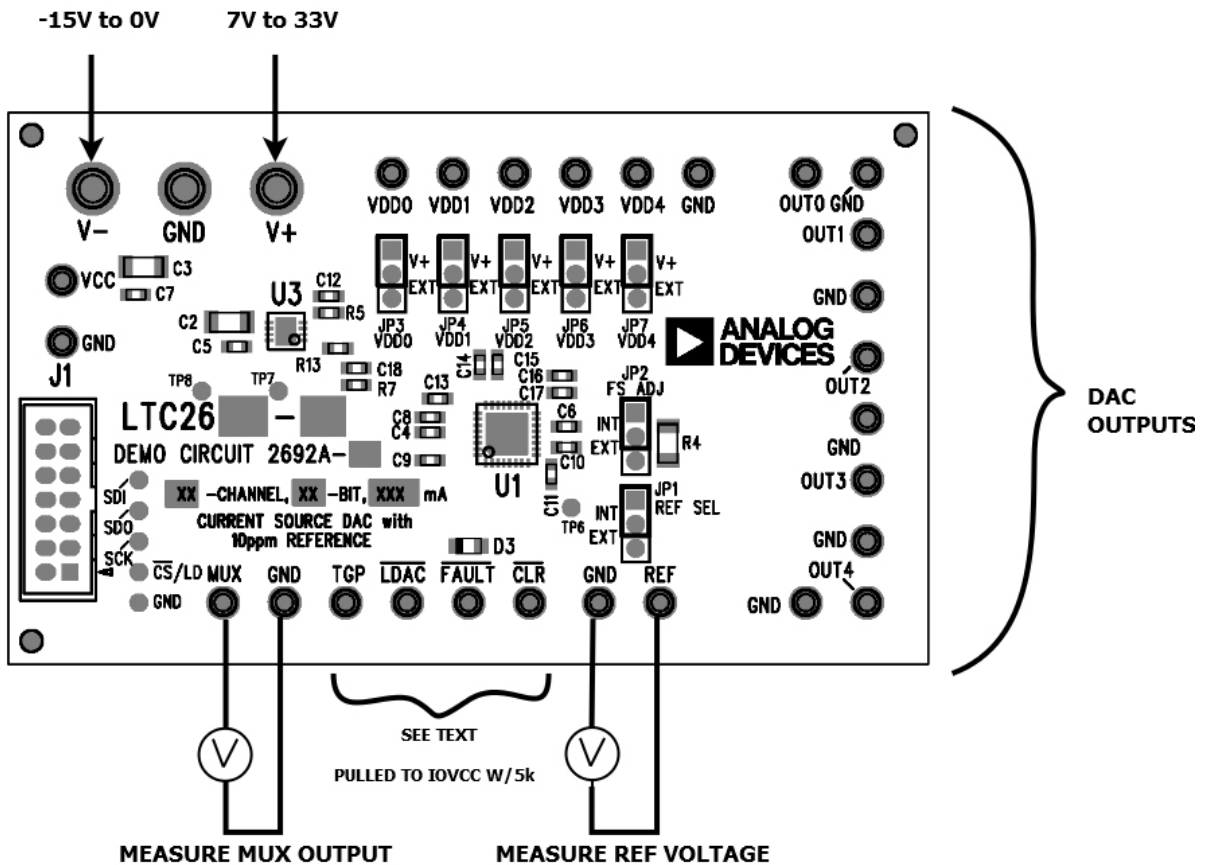 -15V to 0V
7V to 33V
V-
GND
V+
VDD0
VDD1
VDD2
VDD3
VDD4
GND
OUT0
GND
OUT1
GND
OUT2
GND
OUT3
GND
OUT4
GND
VCC
C3
C7
GND
J1
C2
C5
U3
C12
R5
R13
C18
R7
V+
EXT
V+
EXT
V+
EXT
V+
EXT
V+
EXT
JP3
VDD0
JP4
VDD1
JP5
VDD2
JP6
VDD3
JP7
VDD4
ANALOG
DEVICES
TP8
TP7
LTC26 -
DEMO CIRCUIT 2692A-
XX -CHANNEL, XX -BIT, XXX mA
CURRENT SOURCE DAC with
10ppm REFERENCE
C14
C15
C16
C17
C13
C8
C4
C9
C6
C10
C11
U1
TP6
JP2
FS ADJ
INT
EXT
R4
JP1
REF SEL
INT
EXT
D3
SDI
SDO
SCK
CS/LD
GND
MUX
GND
TGP
LDAC
FAULT
CLR
GND
REF
DAC
OUTPUTS
V
V
SEE TEXT
PULLED TO IOVCC W/5k
MEASURE MUX OUTPUT
MEASURE REF VOLTAGE